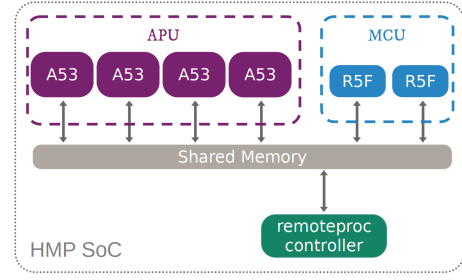 APU
MCU
A53
A53
A53
A53
R5F
R5F
Shared Memory
remoteproc
controller
HMP SoC